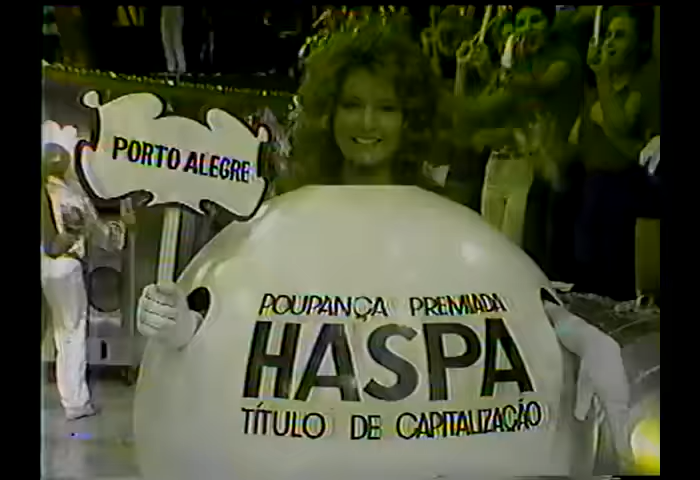 PORTO ALEGRE
POUPANÇA PREMIADA
HASPA
TÍTULO DE CAPITALIZAÇÃO